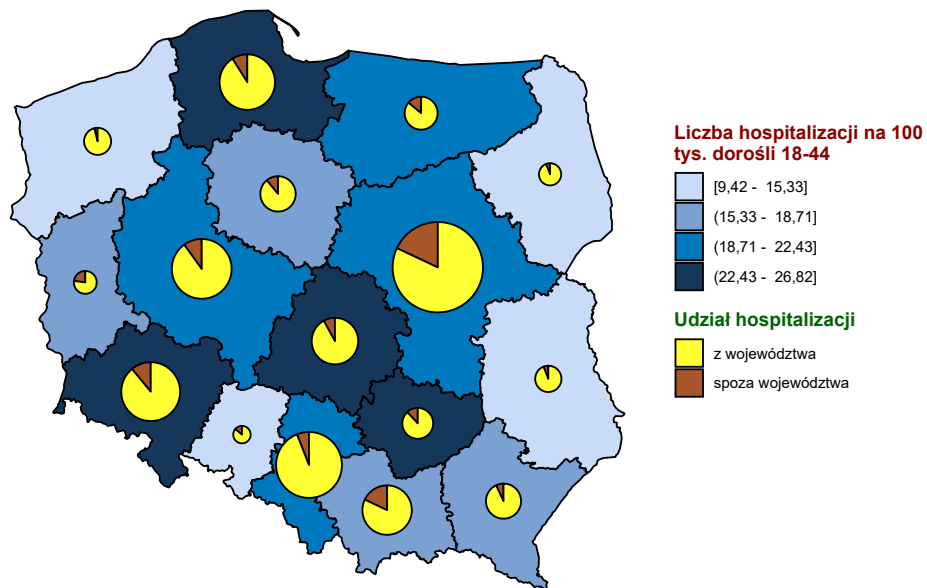 Liczba hospitalizacji na 100
tys. dorośli 18-44
[9,42 - 15,33]
(15,33 - 18,71]
(18,71 - 22,43]
(22,43 - 26,82]
Udział hospitalizacji
z województwa
spoza województwa